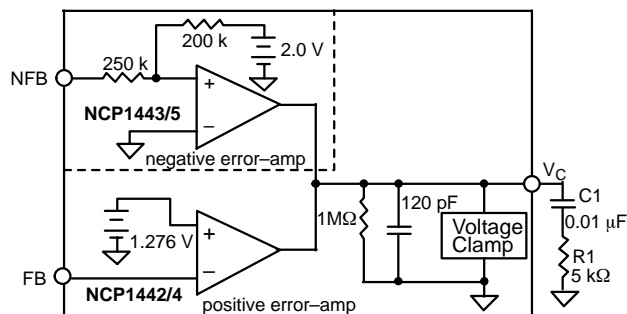 200 k
2.0 V
250 k
NFB
+
NCP1443/5
−
negative error–amp
VC
120 pF
C1
1MΩ
Voltage
Clamp
0.01 µF
+
1.276 V
R1
5 kΩ
−
FB
NCP1442/4
positive error–amp